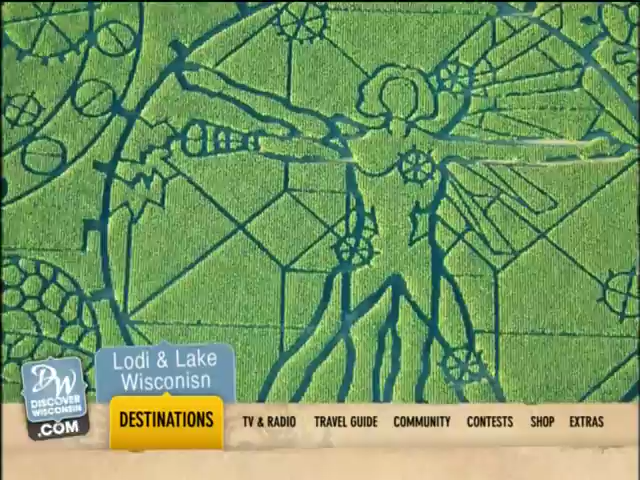 Lodi & Lake
Wisconisn
DW
DISCOVER
WISCONSIN
.COM
DESTINATIONS
TV & RADIO
TRAVEL GUIDE
COMMUNITY
CONTESTS
SHOP
EXTRAS